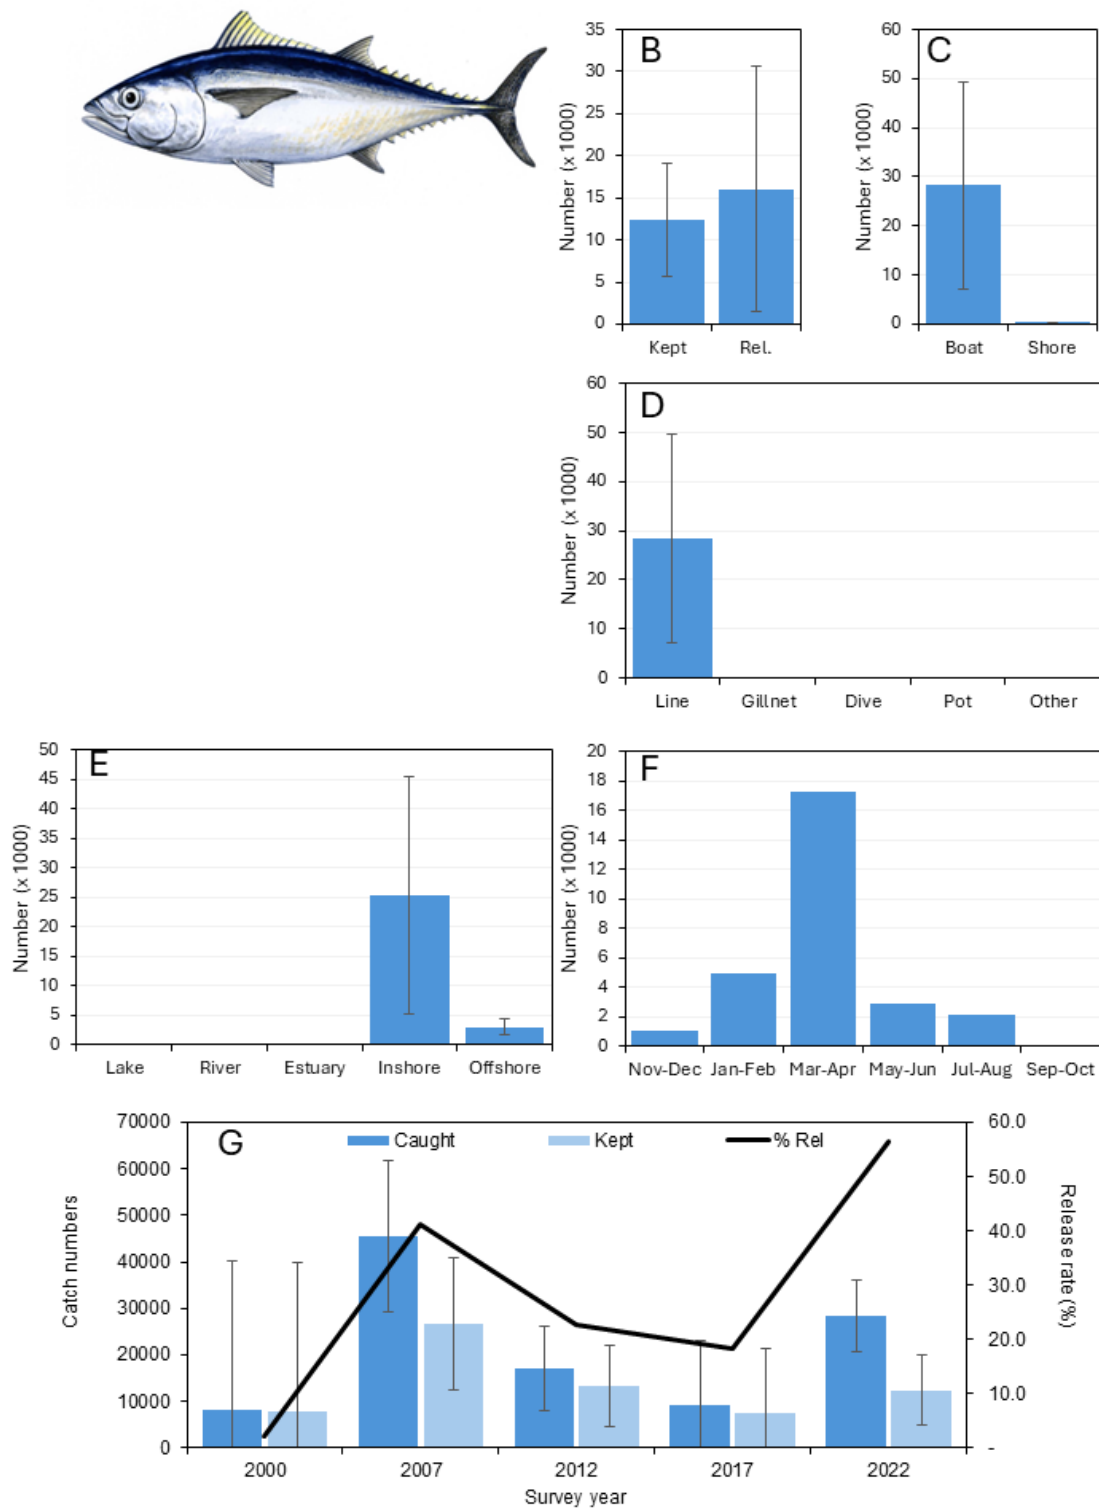 B
35
30
25
20
15
10
5
0
Number (x 1000)
Kept Rel.
C
60
50
40
30
20
10
0
Number (x 1000)
Boat Shore
D
60
50
40
30
20
10
0
Number (x 1000)
Line Gillnet Dive Pot Other
E
50
45
40
35
30
25
20
15
10
5
0
Number (x 1000)
Lake River Estuary Inshore Offshore
F
20
18
16
14
12
10
8
6
4
2
0
Number (x 1000)
Nov-Dec Jan-Feb Mar-Apr May-Jun Jul-Aug Sep-Oct
G
Caught Kept % Rel
70000
60000
50000
40000
30000
20000
10000
0
Catch numbers
60.0
50.0
40.0
30.0
20.0
10.0
-
Release rate (%)
2000 2007 2012 2017 2022
Survey year